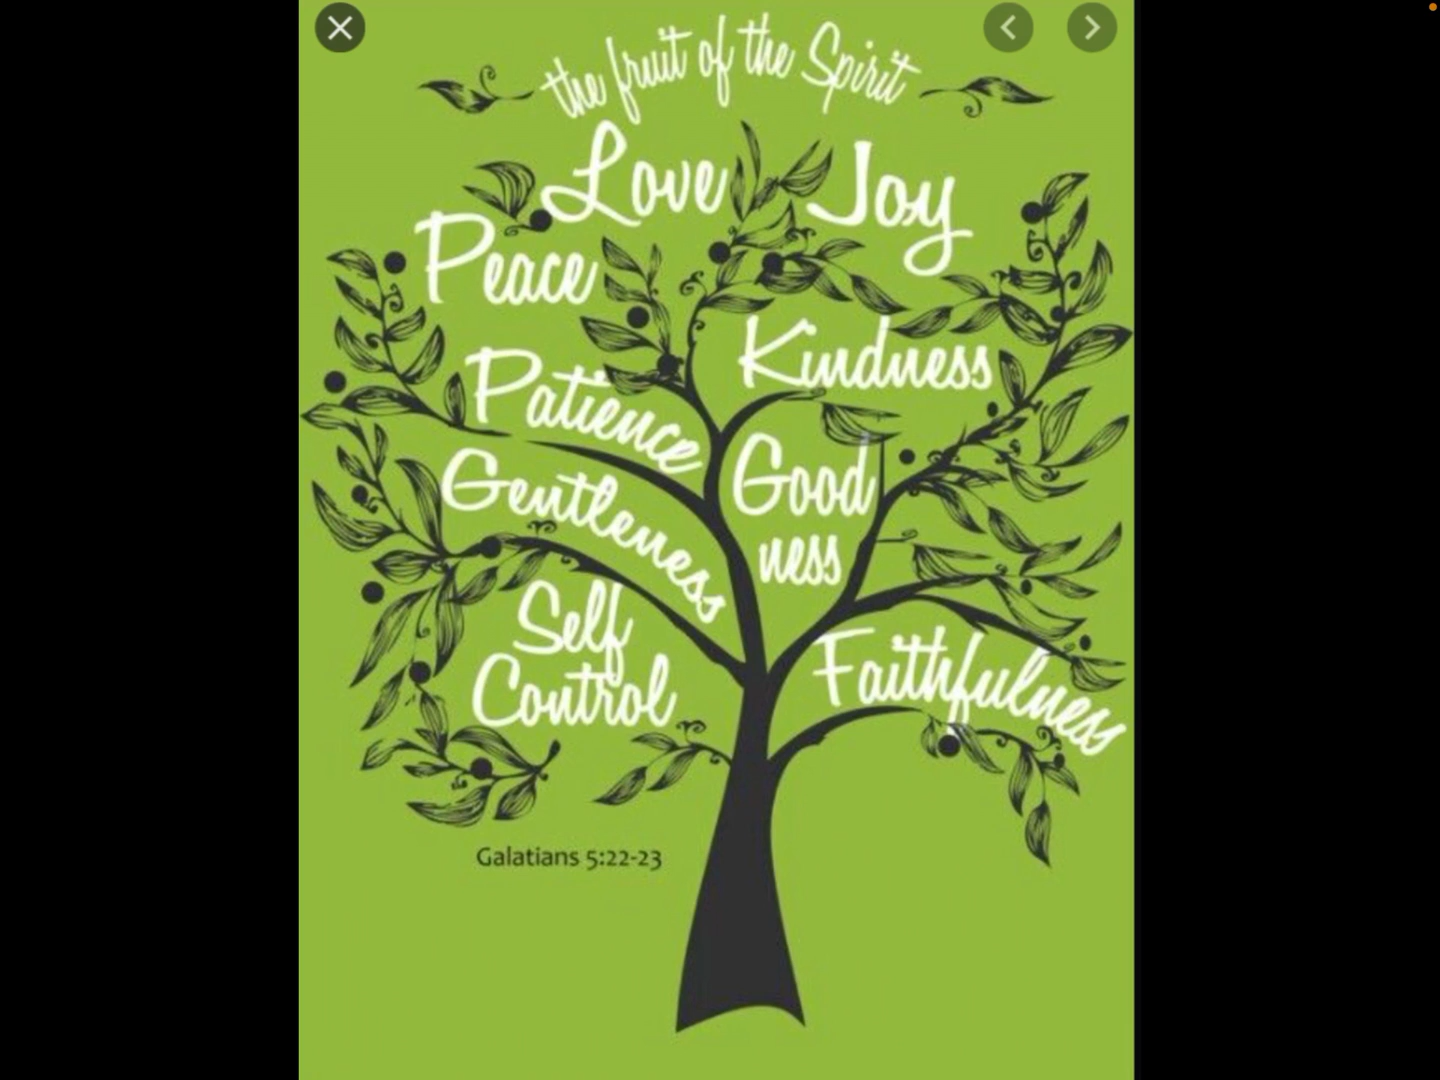 the fruit of the Spirit
Love Joy
Peace
Kindness
Patience
Good
ness
Gentleness
Self
Control
Faithfulness
Galatians 5:22-23